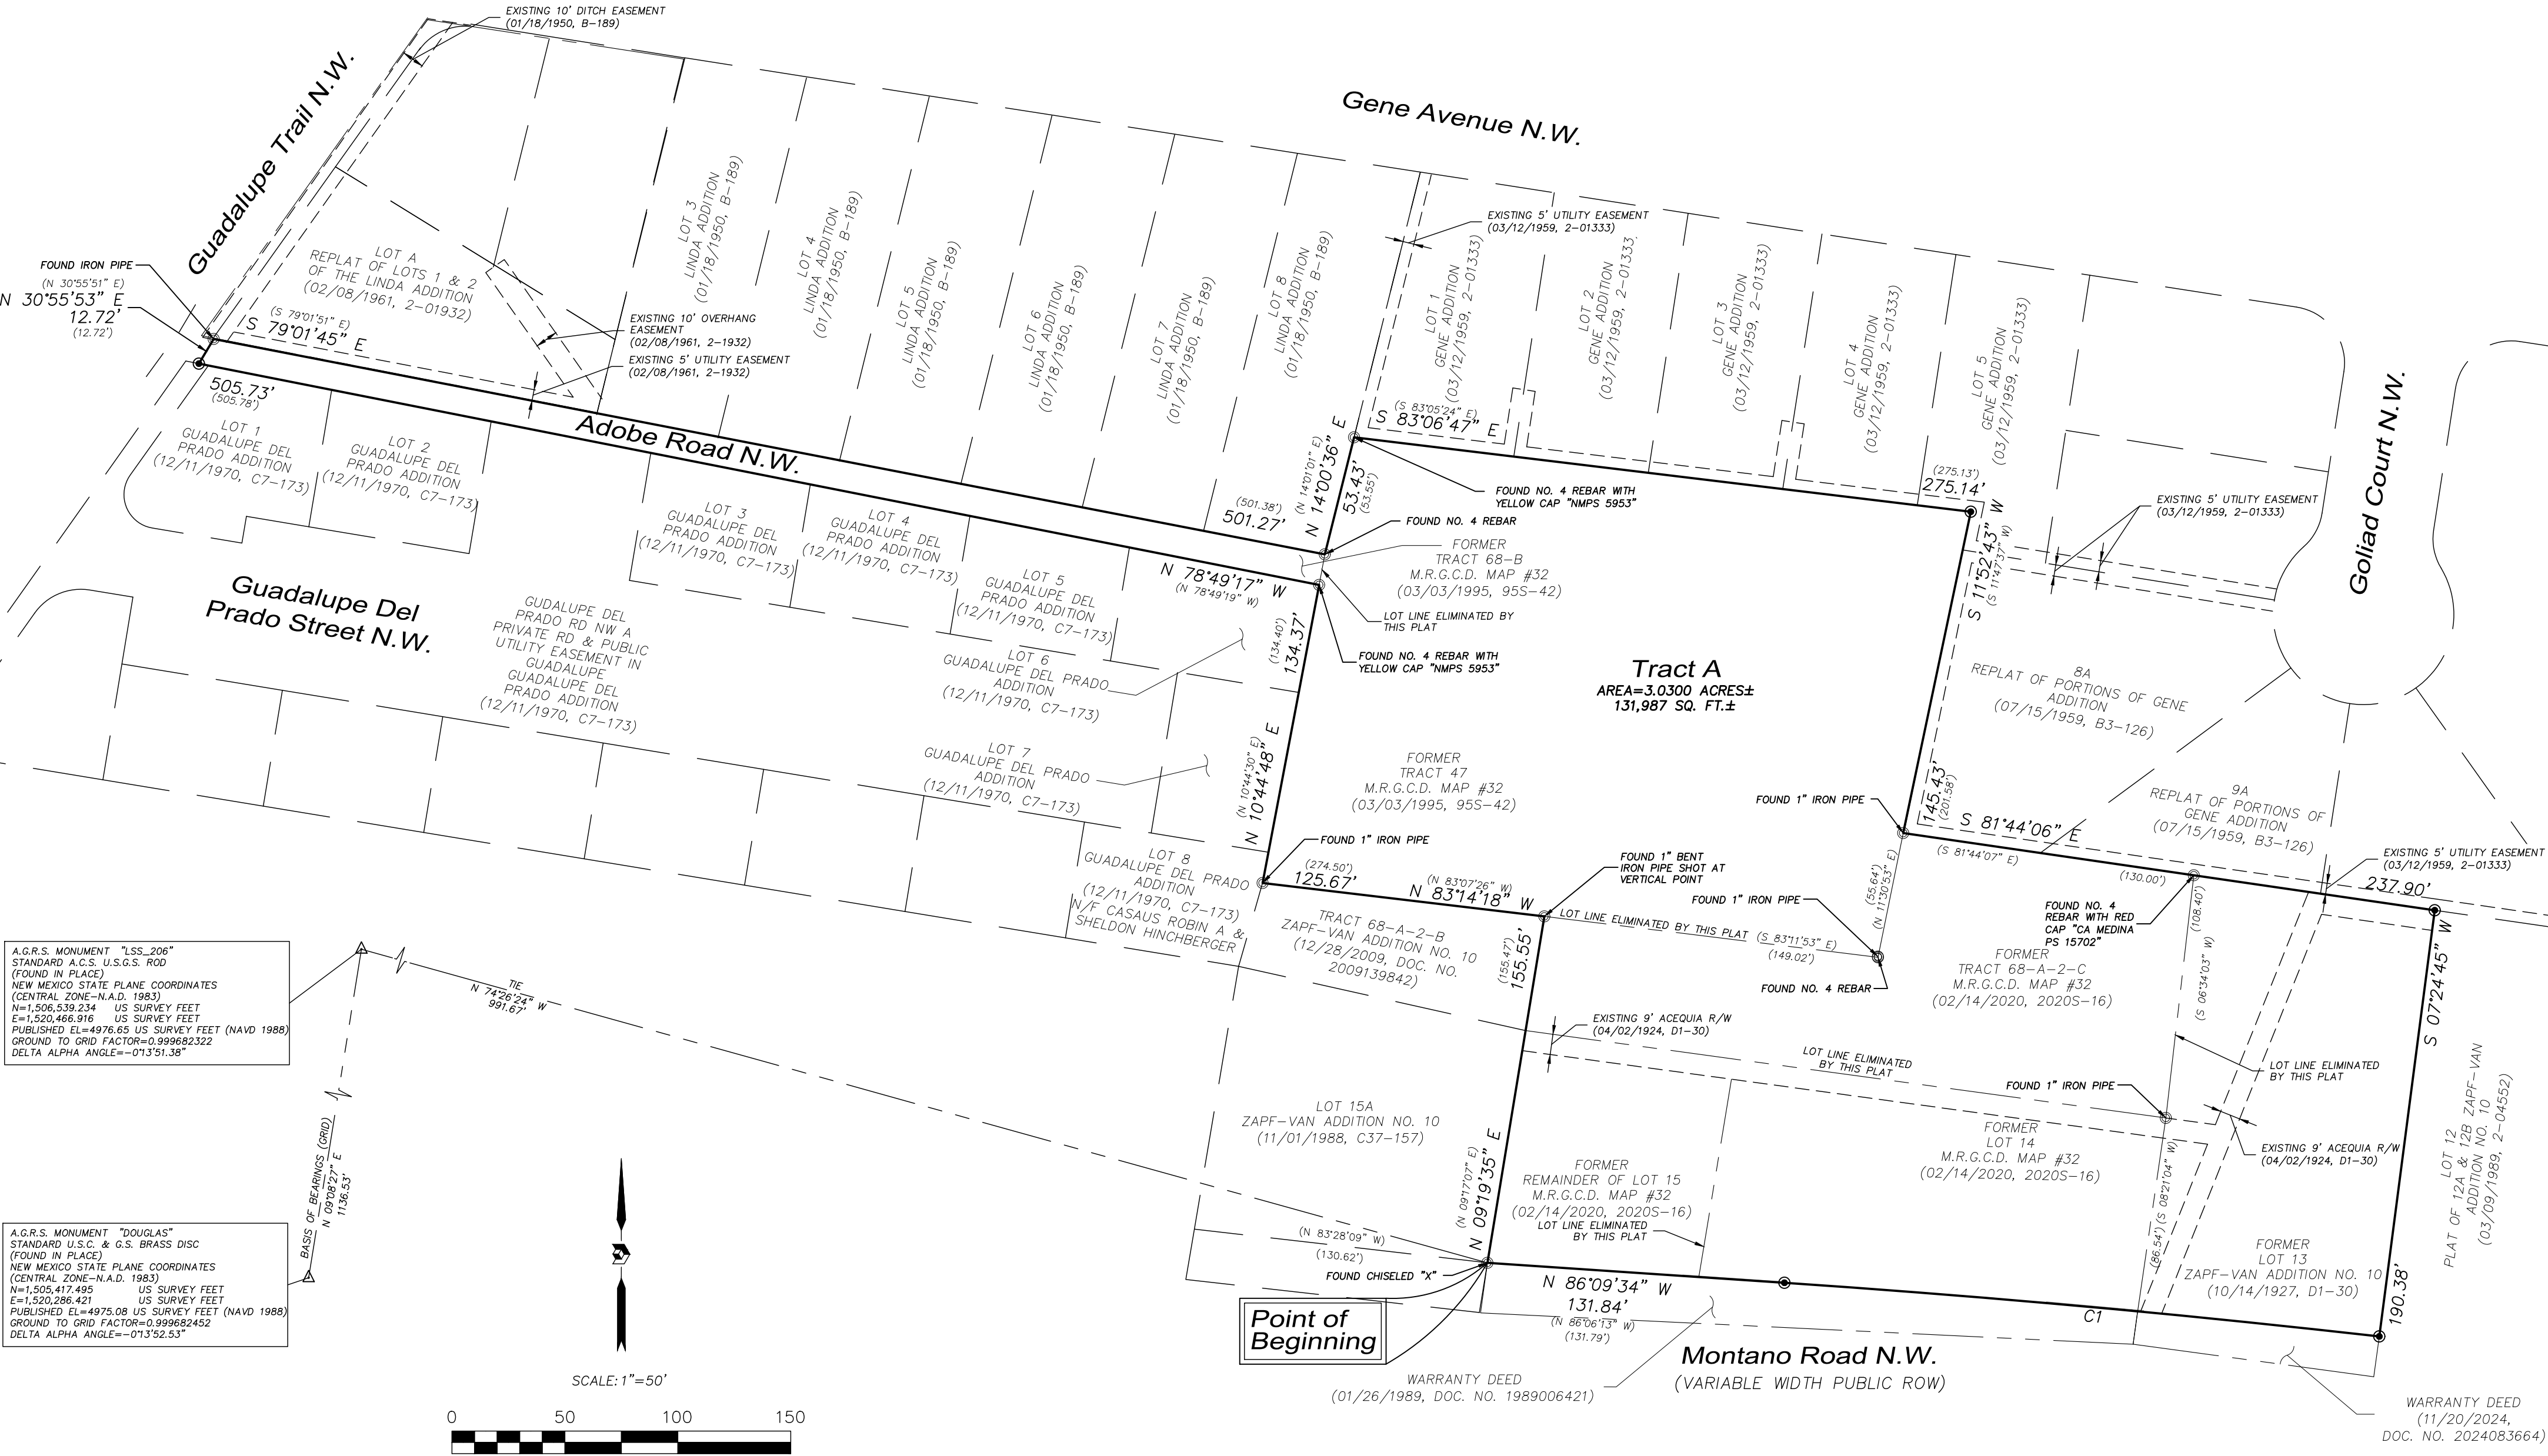 EXISTING 10' DITCH EASEMENT
(01/18/1950, B-189)
Guadalupe Trail N.W.
Gene Avenue N.W.
FOUND IRON PIPE
(N 30°55'51" E)
N 30°55'53" E
12.72'
(12.72')
LOT A
REPLAT OF LOTS 1 & 2
OF THE LINDA ADDITION
(02/08/1961, 2-01932)
(S 79°01'51" E)
S 79°01'45" E
EXISTING 10' OVERHANG
EASEMENT
(02/08/1961, 2-1932)
EXISTING 5' UTILITY EASEMENT
(02/08/1961, 2-1932)
505.73'
(505.78')
LOT 3
LINDA ADDITION
(01/18/1950, B-189)
LOT 4
LINDA ADDITION
(01/18/1950, B-189)
LOT 5
LINDA ADDITION
(01/18/1950, B-189)
LOT 6
LINDA ADDITION
(01/18/1950, B-189)
LOT 7
LINDA ADDITION
(01/18/1950, B-189)
LOT 8
LINDA ADDITION
(01/18/1950, B-189)
EXISTING 5' UTILITY EASEMENT
(03/12/1959, 2-01333)
LOT 1
GENE ADDITION
(03/12/1959, 2-01333)
LOT 2
GENE ADDITION
(03/12/1959, 2-01333)
LOT 3
GENE ADDITION
(03/12/1959, 2-01333)
LOT 4
GENE ADDITION
(03/12/1959, 2-01333)
LOT 5
GENE ADDITION
(03/12/1959, 2-01333)
Goliad Court N.W.
Adobe Road N.W.
(501.38')
501.27'
(N 14°01'01" E)
N 14°00'36" E
53.43'
(53.55')
(S 83°05'24" E)
S 83°06'47" E
(275.13')
275.14'
FOUND NO. 4 REBAR WITH
YELLOW CAP "NMPS 5953"
FOUND NO. 4 REBAR
FORMER
TRACT 68-B
M.R.G.C.D. MAP #32
(03/03/1995, 95S-42)
LOT LINE ELIMINATED BY
THIS PLAT
FOUND NO. 4 REBAR WITH
YELLOW CAP "NMPS 5953"
N 78°49'17" W
(N 78°49'19" W)
S 11°52'43" W
(S 11°47'37" W)
EXISTING 5' UTILITY EASEMENT
(03/12/1959, 2-01333)
LOT 1
GUADALUPE DEL
PRADO ADDITION
(12/11/1970, C7-173)
LOT 2
GUADALUPE DEL
PRADO ADDITION
(12/11/1970, C7-173)
LOT 3
GUADALUPE DEL
PRADO ADDITION
(12/11/1970, C7-173)
LOT 4
GUADALUPE DEL
PRADO ADDITION
(12/11/1970, C7-173)
LOT 5
GUADALUPE DEL
PRADO ADDITION
(12/11/1970, C7-173)
LOT 6
GUADALUPE DEL PRADO
ADDITION
(12/11/1970, C7-173)
LOT 7
GUADALUPE DEL PRADO
ADDITION
(12/11/1970, C7-173)
LOT 8
GUADALUPE DEL PRADO
ADDITION
(12/11/1970, C7-173)
N/F CASAUS ROBIN A &
SHELDON HINCHBERGER
Guadalupe Del
Prado Street N.W.
GUDALUPE DEL
PRADO RD NW A
PRIVATE RD & PUBLIC
UTILITY EASEMENT IN
GUADALUPE
GUADALUPE DEL
PRADO ADDITION
(12/11/1970, C7-173)
(134.40')
134.37'
(N 10°44'30" E)
N 10°44'48" E
Tract A
AREA=3.0300 ACRES±
131,987 SQ. FT.±
FORMER
TRACT 47
M.R.G.C.D. MAP #32
(03/03/1995, 95S-42)
8A
REPLAT OF PORTIONS OF GENE
ADDITION
(07/15/1959, B3-126)
9A
REPLAT OF PORTIONS OF
GENE ADDITION
(07/15/1959, B3-126)
FOUND 1" IRON PIPE
145.43'
(201.58')
S 81°44'06" E
(S 81°44'07" E)
(130.00')
237.90'
EXISTING 5' UTILITY EASEMENT
(03/12/1959, 2-01333)
FOUND 1" IRON PIPE
(274.50')
125.67'
(N 83°07'26" W)
N 83°14'18" W
FOUND 1" BENT
IRON PIPE SHOT AT
VERTICAL POINT
FOUND 1" IRON PIPE
(55.64')
(N 11°30'53" E)
LOT LINE ELIMINATED BY THIS PLAT
(S 83°11'53" E)
(149.02')
FOUND NO. 4 REBAR
FOUND NO. 4
REBAR WITH RED
CAP "CA MEDINA
PS 15702"
(108.40')
(S 06°34'03" W)
TRACT 68-A-2-B
ZAPF-VAN ADDITION NO. 10
(12/28/2009, DOC. NO.
2009139842)
(155.47')
155.55'
FORMER
TRACT 68-A-2-C
M.R.G.C.D. MAP #32
(02/14/2020, 2020S-16)
S 07°24'45" W
190.38'
A.G.R.S. MONUMENT "LSS_206"
STANDARD A.C.S. U.S.G.S. ROD
(FOUND IN PLACE)
NEW MEXICO STATE PLANE COORDINATES
(CENTRAL ZONE-N.A.D. 1983)
N=1,506,539.234 US SURVEY FEET
E=1,520,466.916 US SURVEY FEET
PUBLISHED EL=4976.65 US SURVEY FEET (NAVD 1988)
GROUND TO GRID FACTOR=0.999682322
DELTA ALPHA ANGLE=-0°13'51.38"
TIE
N 74°26'24" W
991.67'
EXISTING 9' ACEQUIA R/W
(04/02/1924, D1-30)
LOT LINE ELIMINATED
BY THIS PLAT
LOT LINE ELIMINATED
BY THIS PLAT
FOUND 1" IRON PIPE
EXISTING 9' ACEQUIA R/W
(04/02/1924, D1-30)
LOT 12
PLAT OF 12A & 12B ZAPF-VAN
ADDITION NO. 10
(03/09/1989, 2-04552)
LOT 15A
ZAPF-VAN ADDITION NO. 10
(11/01/1988, C37-157)
(N 09°17'07" E)
N 09°19'35" E
FORMER
REMAINDER OF LOT 15
M.R.G.C.D. MAP #32
(02/14/2020, 2020S-16)
LOT LINE ELIMINATED
BY THIS PLAT
FORMER
LOT 14
M.R.G.C.D. MAP #32
(02/14/2020, 2020S-16)
(86.54')
(S 08°21'04" W)
FORMER
LOT 13
ZAPF-VAN ADDITION NO. 10
(10/14/1927, D1-30)
BASIS OF BEARINGS (GRID)
N 09°08'27" E
1136.53'
A.G.R.S. MONUMENT "DOUGLAS"
STANDARD U.S.C. & G.S. BRASS DISC
(FOUND IN PLACE)
NEW MEXICO STATE PLANE COORDINATES
(CENTRAL ZONE-N.A.D. 1983)
N=1,505,417.495 US SURVEY FEET
E=1,520,286.421 US SURVEY FEET
PUBLISHED EL=4975.08 US SURVEY FEET (NAVD 1988)
GROUND TO GRID FACTOR=0.999682452
DELTA ALPHA ANGLE=-0°13'52.53"
(N 83°28'09" W)
(130.62')
FOUND CHISELED "X"
Point of
Beginning
N 86°09'34" W
131.84'
(N 86°06'13" W)
(131.79')
C1
Montano Road N.W.
(VARIABLE WIDTH PUBLIC ROW)
WARRANTY DEED
(01/26/1989, DOC. NO. 1989006421)
WARRANTY DEED
(11/20/2024,
DOC. NO. 2024083664)
SCALE: 1"=50'
0 50 100 150